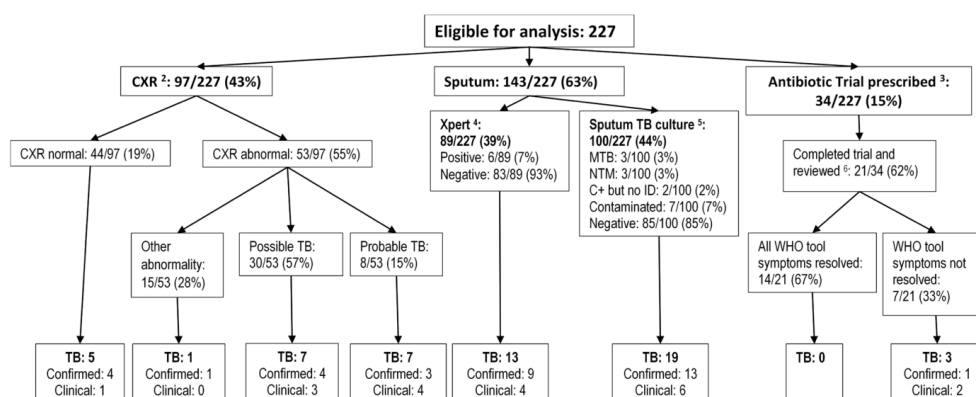 Eligible for analysis: 227
CXR ²: 97/227 (43%)
Sputum: 143/227 (63%)
Antibiotic Trial prescribed ³:
34/227 (15%)
CXR normal: 44/97 (19%)
CXR abnormal: 53/97 (55%)
Xpert ⁴:
89/227 (39%)
Positive: 6/89 (7%)
Negative: 83/89 (93%)
Sputum TB culture ⁵:
100/227 (44%)
MTB: 3/100 (3%)
NTM: 3/100 (3%)
C+ but no ID: 2/100 (2%)
Contaminated: 7/100 (7%)
Negative: 85/100 (85%)
Completed trial and
reviewed ⁶: 21/34 (62%)
Other
abnormality:
15/53 (28%)
Possible TB:
30/53 (57%)
Probable TB:
8/53 (15%)
All WHO tool
symptoms resolved:
14/21 (67%)
WHO tool
symptoms not
resolved:
7/21 (33%)
TB: 5
Confirmed: 4
Clinical: 1
TB: 1
Confirmed: 1
Clinical: 0
TB: 7
Confirmed: 4
Clinical: 3
TB: 7
Confirmed: 3
Clinical: 4
TB: 13
Confirmed: 9
Clinical: 4
TB: 19
Confirmed: 13
Clinical: 6
TB: 0
TB: 3
Confirmed: 1
Clinical: 2